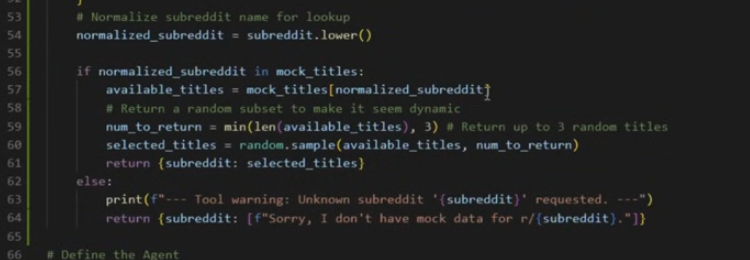 52 }
53 # Normalize subreddit name for lookup
54 normalized_subreddit = subreddit.lower()
55
56 if normalized_subreddit in mock_titles:
57 available_titles = mock_titles[normalized_subreddit]
58 # Return a random subset to make it seem dynamic
59 num_to_return = min(len(available_titles), 3) # Return up to 3 random titles
60 selected_titles = random.sample(available_titles, num_to_return)
61 return {subreddit: selected_titles}
62 else:
63 print(f"--- Tool warning: Unknown subreddit '{subreddit}' requested. ---")
64 return {subreddit: [f"Sorry, I don't have mock data for r/{subreddit}."]}
65
66 # Define the Agent